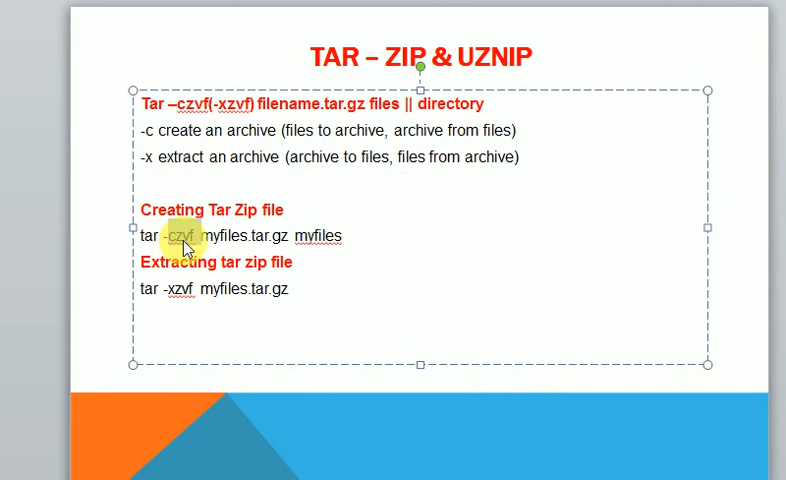 TAR – ZIP & UZNIP
Tar –czvf(-xzvf) filename.tar.gz files || directory
-c create an archive (files to archive, archive from files)
-x extract an archive (archive to files, files from archive)
Creating Tar Zip file
tar -czvf myfiles.tar.gz myfiles
Extracting tar zip file
tar -xzvf myfiles.tar.gz